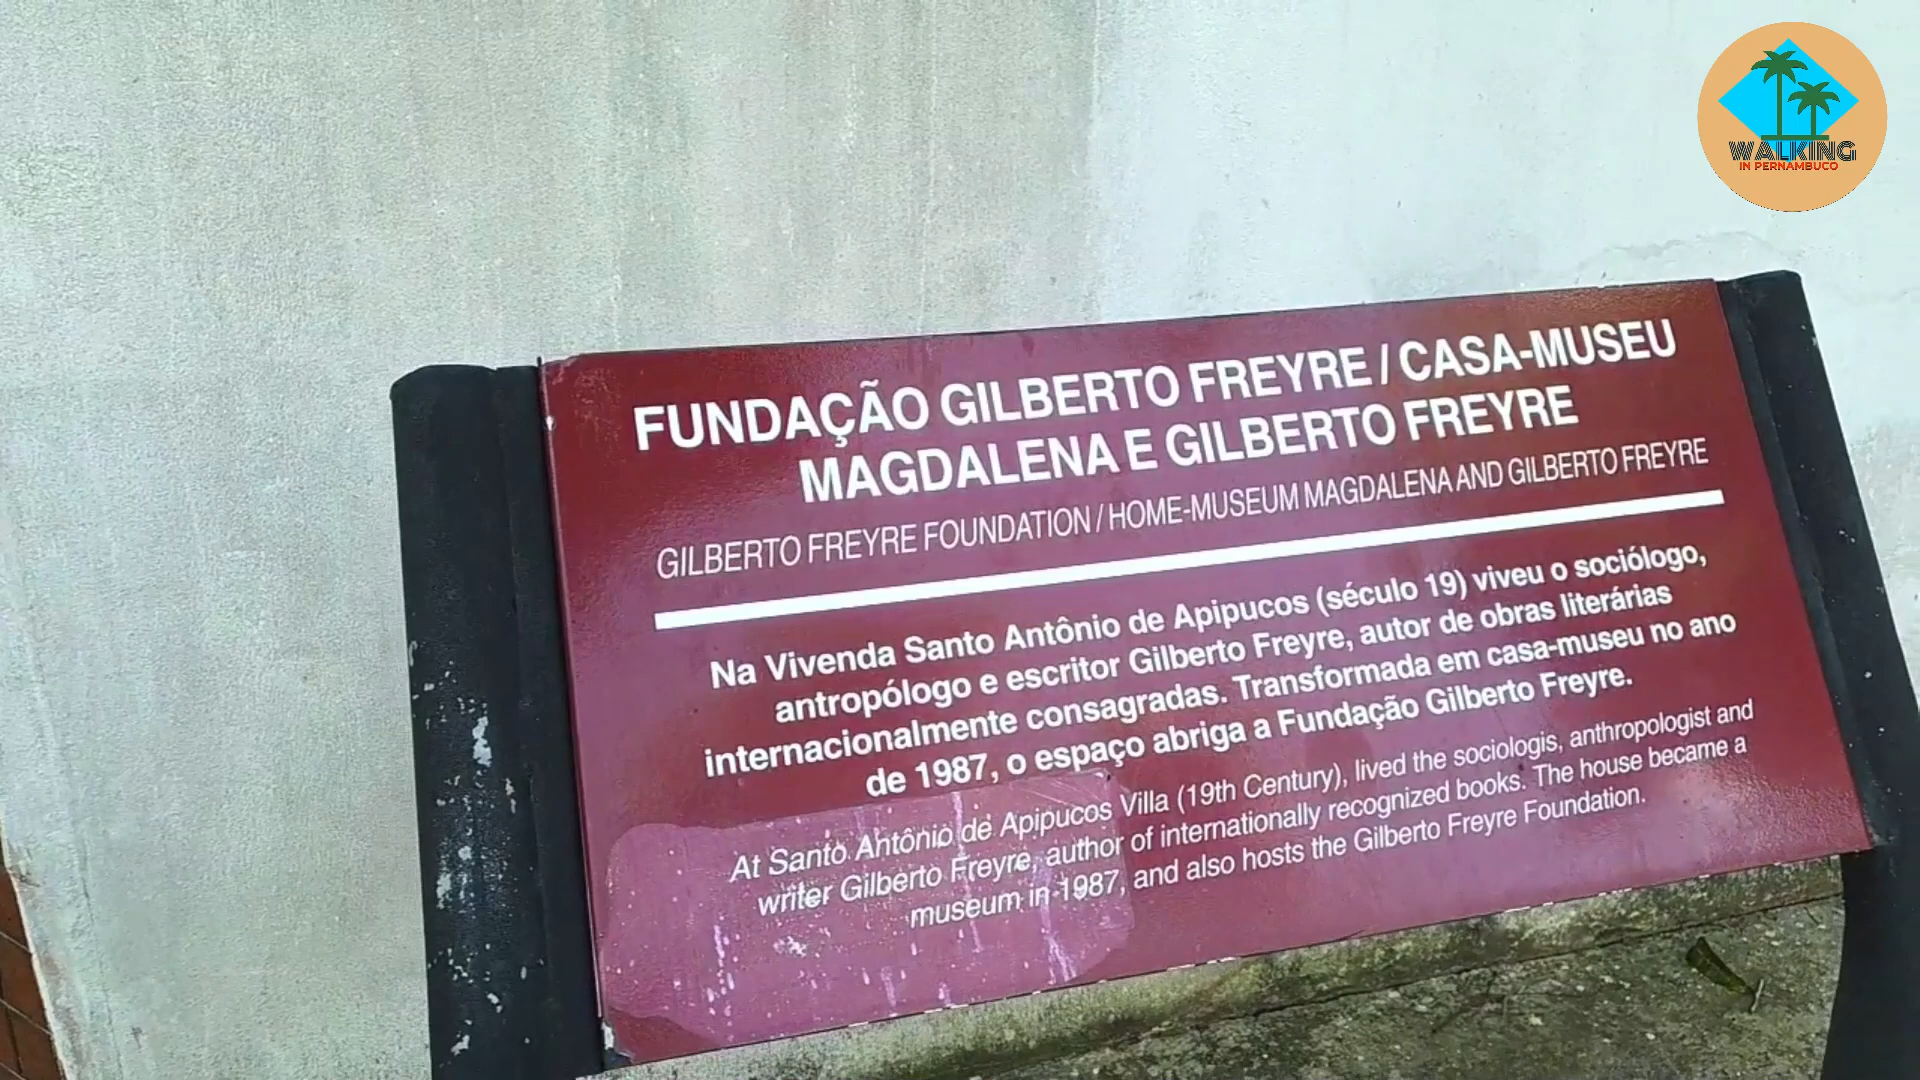 WALKING
IN PERNAMBUCO
FUNDAÇÃO GILBERTO FREYRE / CASA-MUSEU
MAGDALENA E GILBERTO FREYRE
GILBERTO FREYRE FOUNDATION / HOME-MUSEUM MAGDALENA AND GILBERTO FREYRE
Na Vivenda Santo Antônio de Apipucos (século 19) viveu o sociólogo,
antropólogo e escritor Gilberto Freyre, autor de obras literárias
internacionalmente consagradas. Transformada em casa-museu no ano
de 1987, o espaço abriga a Fundação Gilberto Freyre.
At Santo Antônio de Apipucos Villa (19th Century), lived the sociologis, anthropologist and
writer Gilberto Freyre, author of internationally recognized books. The house became a
museum in 1987, and also hosts the Gilberto Freyre Foundation.